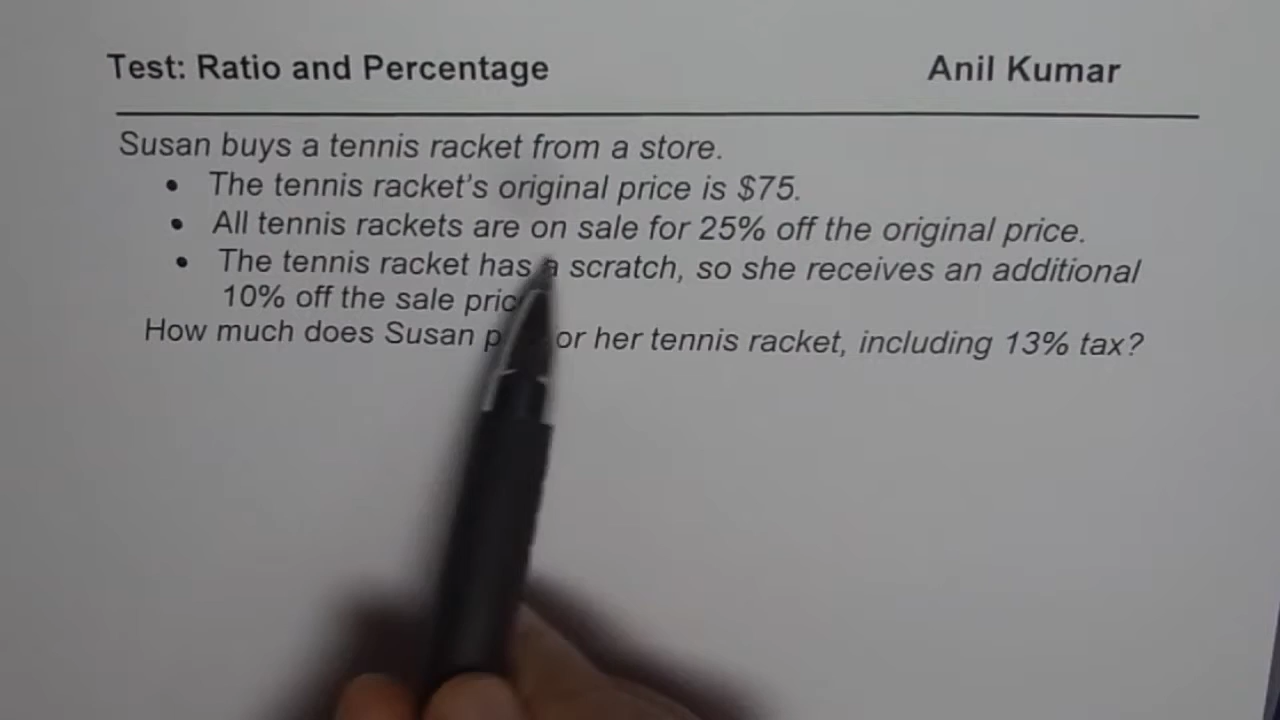 Test: Ratio and Percentage Anil Kumar
Susan buys a tennis racket from a store.
• The tennis racket's original price is $75.
• All tennis rackets are on sale for 25% off the original price.
• The tennis racket has a scratch, so she receives an additional
10% off the sale pric
How much does Susan p or her tennis racket, including 13% tax?